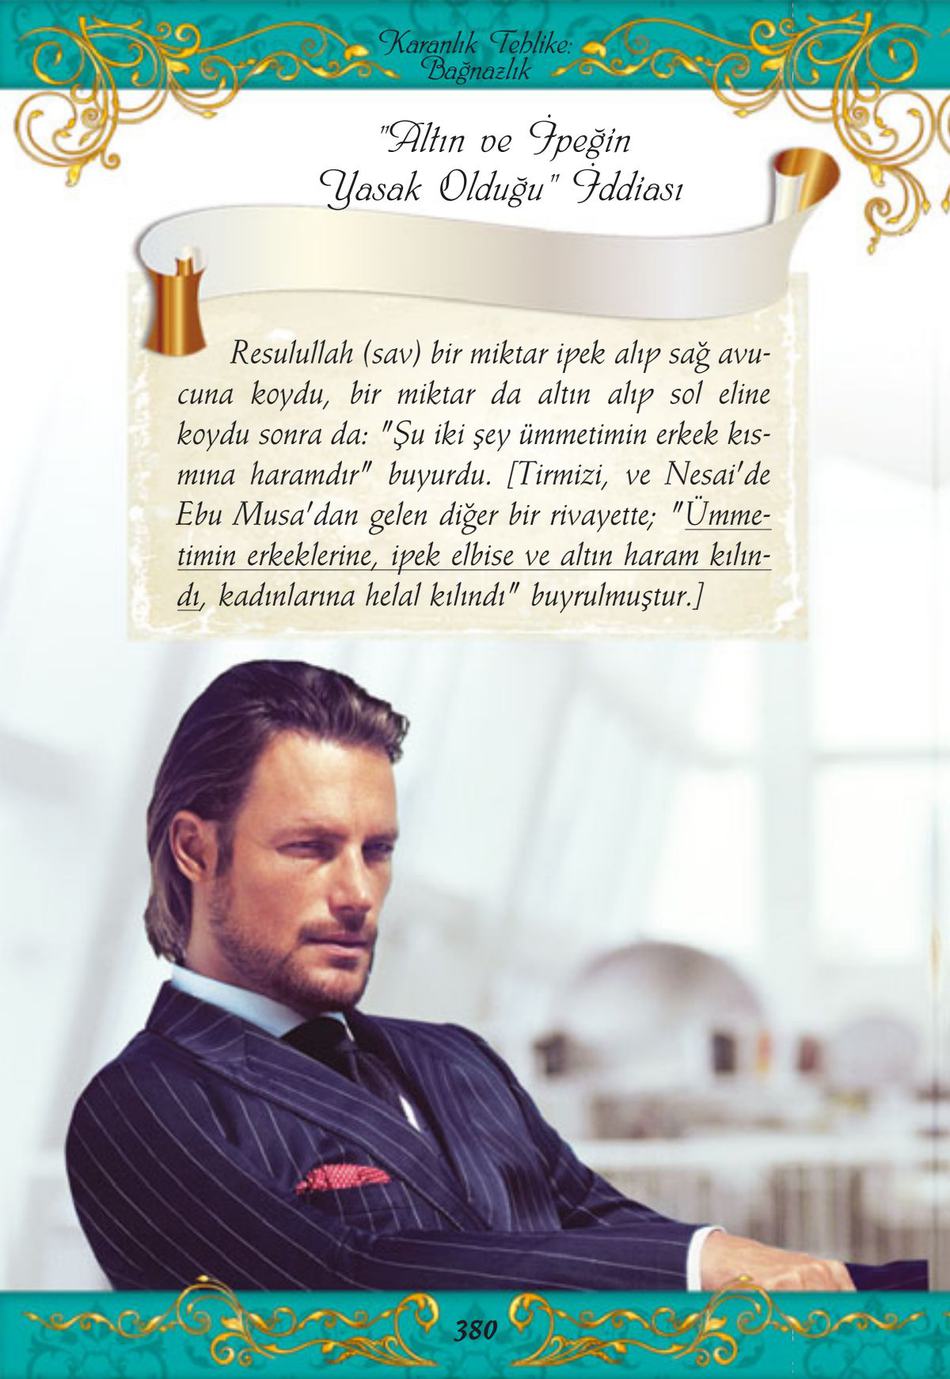 Karanlık Tehlike:
Bağnazlık
"Altın ve İpeğin
Yasak Olduğu" İddiası
Resulullah (sav) bir miktar ipek alıp sağ avu-
cuna koydu, bir miktar da altın alıp sol eline
koydu sonra da: "Şu iki şey ümmetimin erkek kıs-
mına haramdır" buyurdu. [Tirmizi, ve Nesai'de
Ebu Musa'dan gelen diğer bir rivayette; "Ümme-
timin erkeklerine, ipek elbise ve altın haram kılın-
dı, kadınlarına helal kılındı" buyrulmuştur.]
380